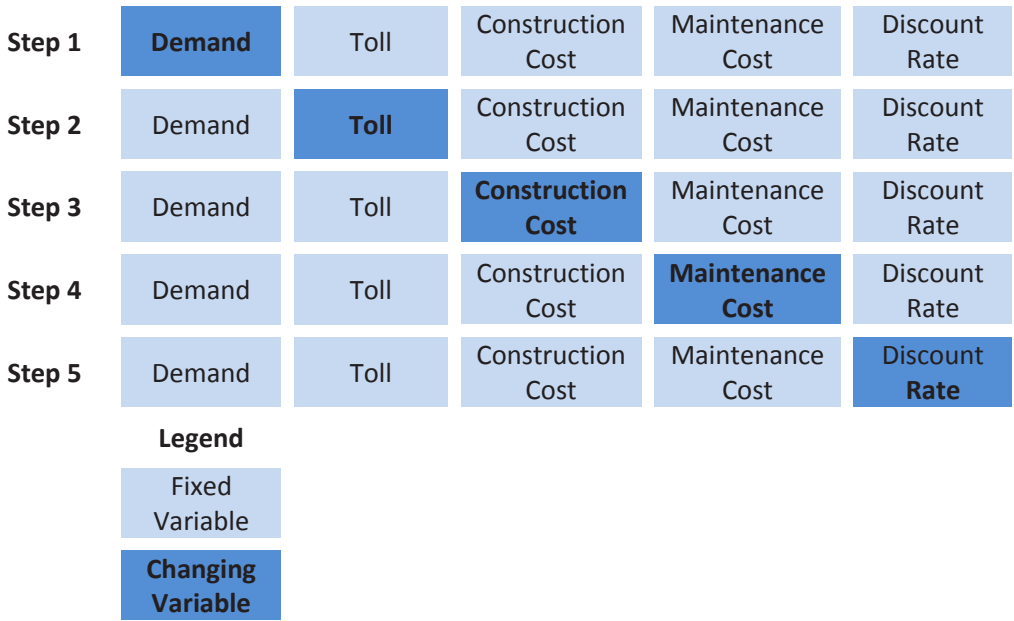 Step 1 Demand Toll Construction Cost Maintenance Cost Discount Rate
Step 2 Demand Toll Construction Cost Maintenance Cost Discount Rate
Step 3 Demand Toll Construction Cost Maintenance Cost Discount Rate
Step 4 Demand Toll Construction Cost Maintenance Cost Discount Rate
Step 5 Demand Toll Construction Cost Maintenance Cost Discount Rate
Legend
Fixed
Variable
Changing
Variable